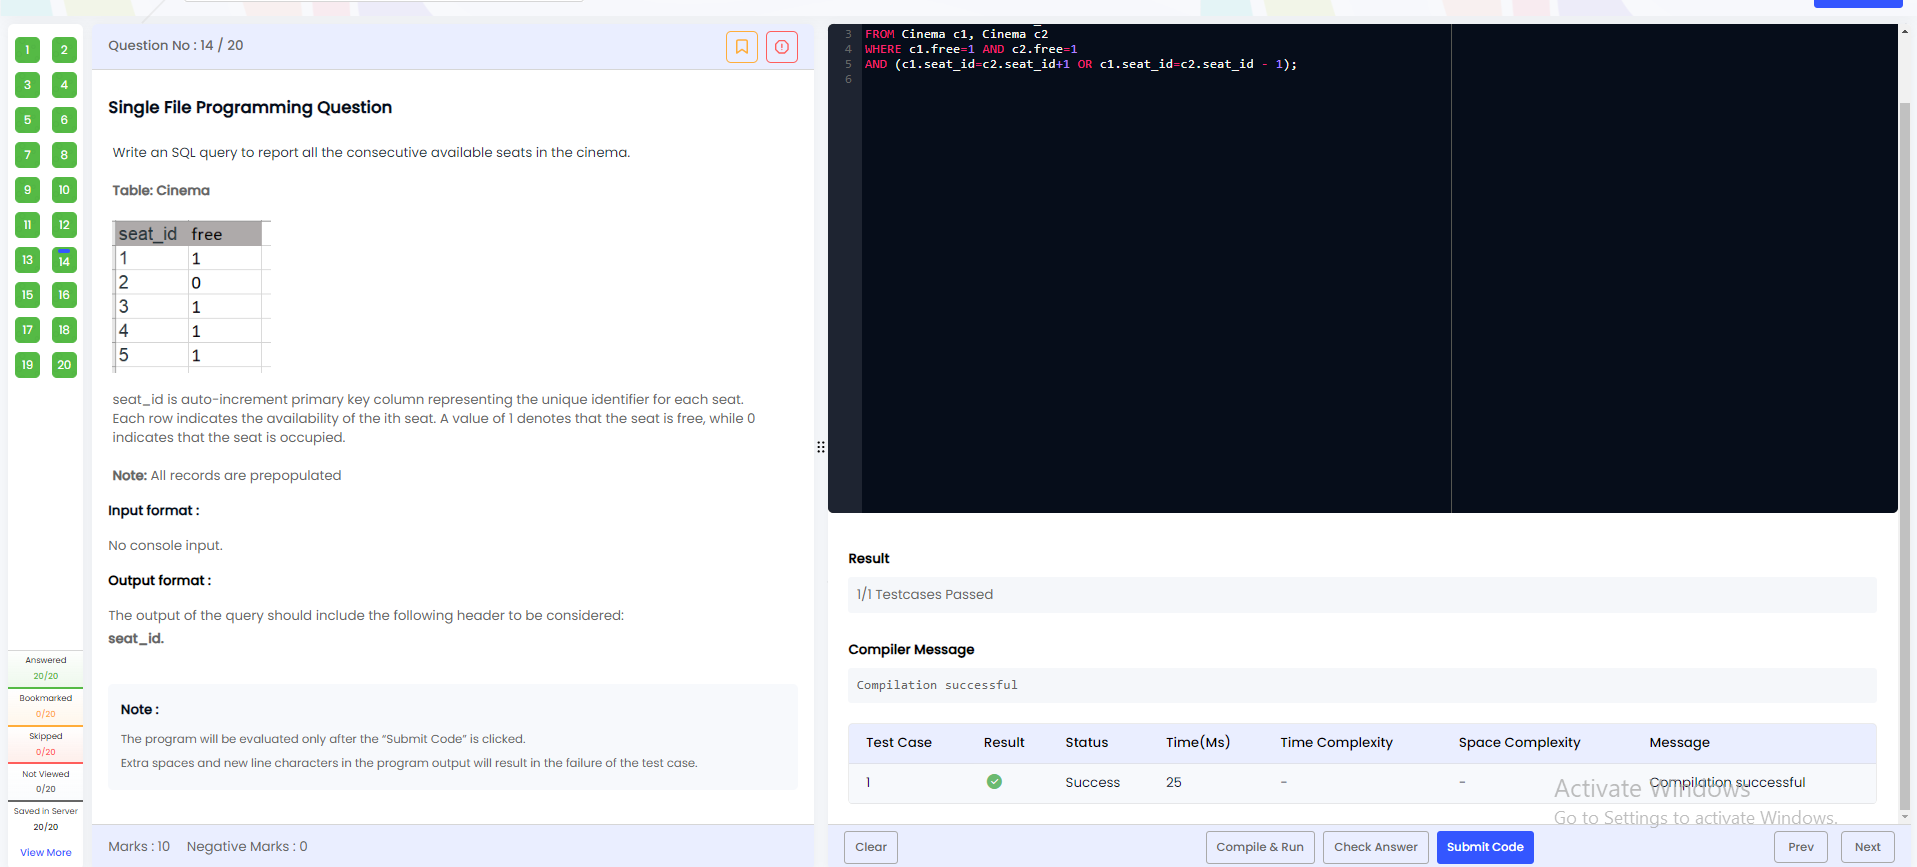 1 2
3 4
5 6
7 8
9 10
11 12
13 14
15 16
17 18
19 20
Answered
20/20
Bookmarked
0/20
Skipped
0/20
Not Viewed
0/20
Saved in Server
20/20
View More
Question No : 14 / 20
Single File Programming Question
Write an SQL query to report all the consecutive available seats in the cinema.
Table: Cinema
seat_id free
1 1
2 0
3 1
4 1
5 1
seat_id is auto-increment primary key column representing the unique identifier for each seat.
Each row indicates the availability of the ith seat. A value of 1 denotes that the seat is free, while 0
indicates that the seat is occupied.
Note: All records are prepopulated
Input format :
No console input.
Output format :
The output of the query should include the following header to be considered:
seat_id.
Note :
The program will be evaluated only after the “Submit Code” is clicked.
Extra spaces and new line characters in the program output will result in the failure of the test case.
Marks : 10 Negative Marks : 0
3 FROM Cinema c1, Cinema c2
4 WHERE c1.free=1 AND c2.free=1
5 AND (c1.seat_id=c2.seat_id+1 OR c1.seat_id=c2.seat_id - 1);
6
Result
1/1 Testcases Passed
Compiler Message
Compilation successful
Test Case Result Status Time(Ms) Time Complexity Space Complexity Message
1 Success 25 - - Compilation successful
Activate Windows
Go to Settings to activate Windows.
Clear Compile & Run Check Answer Submit Code Prev Next